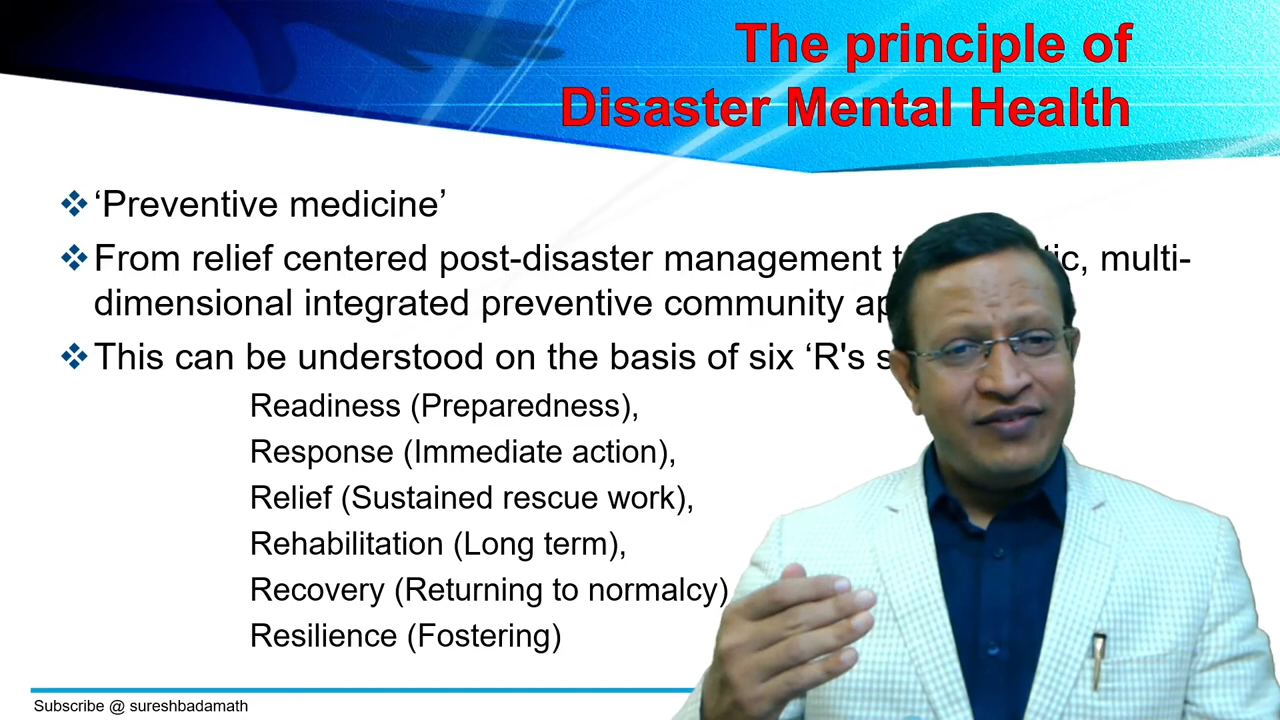 The principle of
Disaster Mental Health
‘Preventive medicine’
From relief centered post-disaster management multi-
dimensional integrated preventive community
This can be understood on the basis of six ‘R's
Readiness (Preparedness),
Response (Immediate action),
Relief (Sustained rescue work),
Rehabilitation (Long term),
Recovery (Returning to normalcy)
Resilience (Fostering)
Subscribe @ sureshbadamath